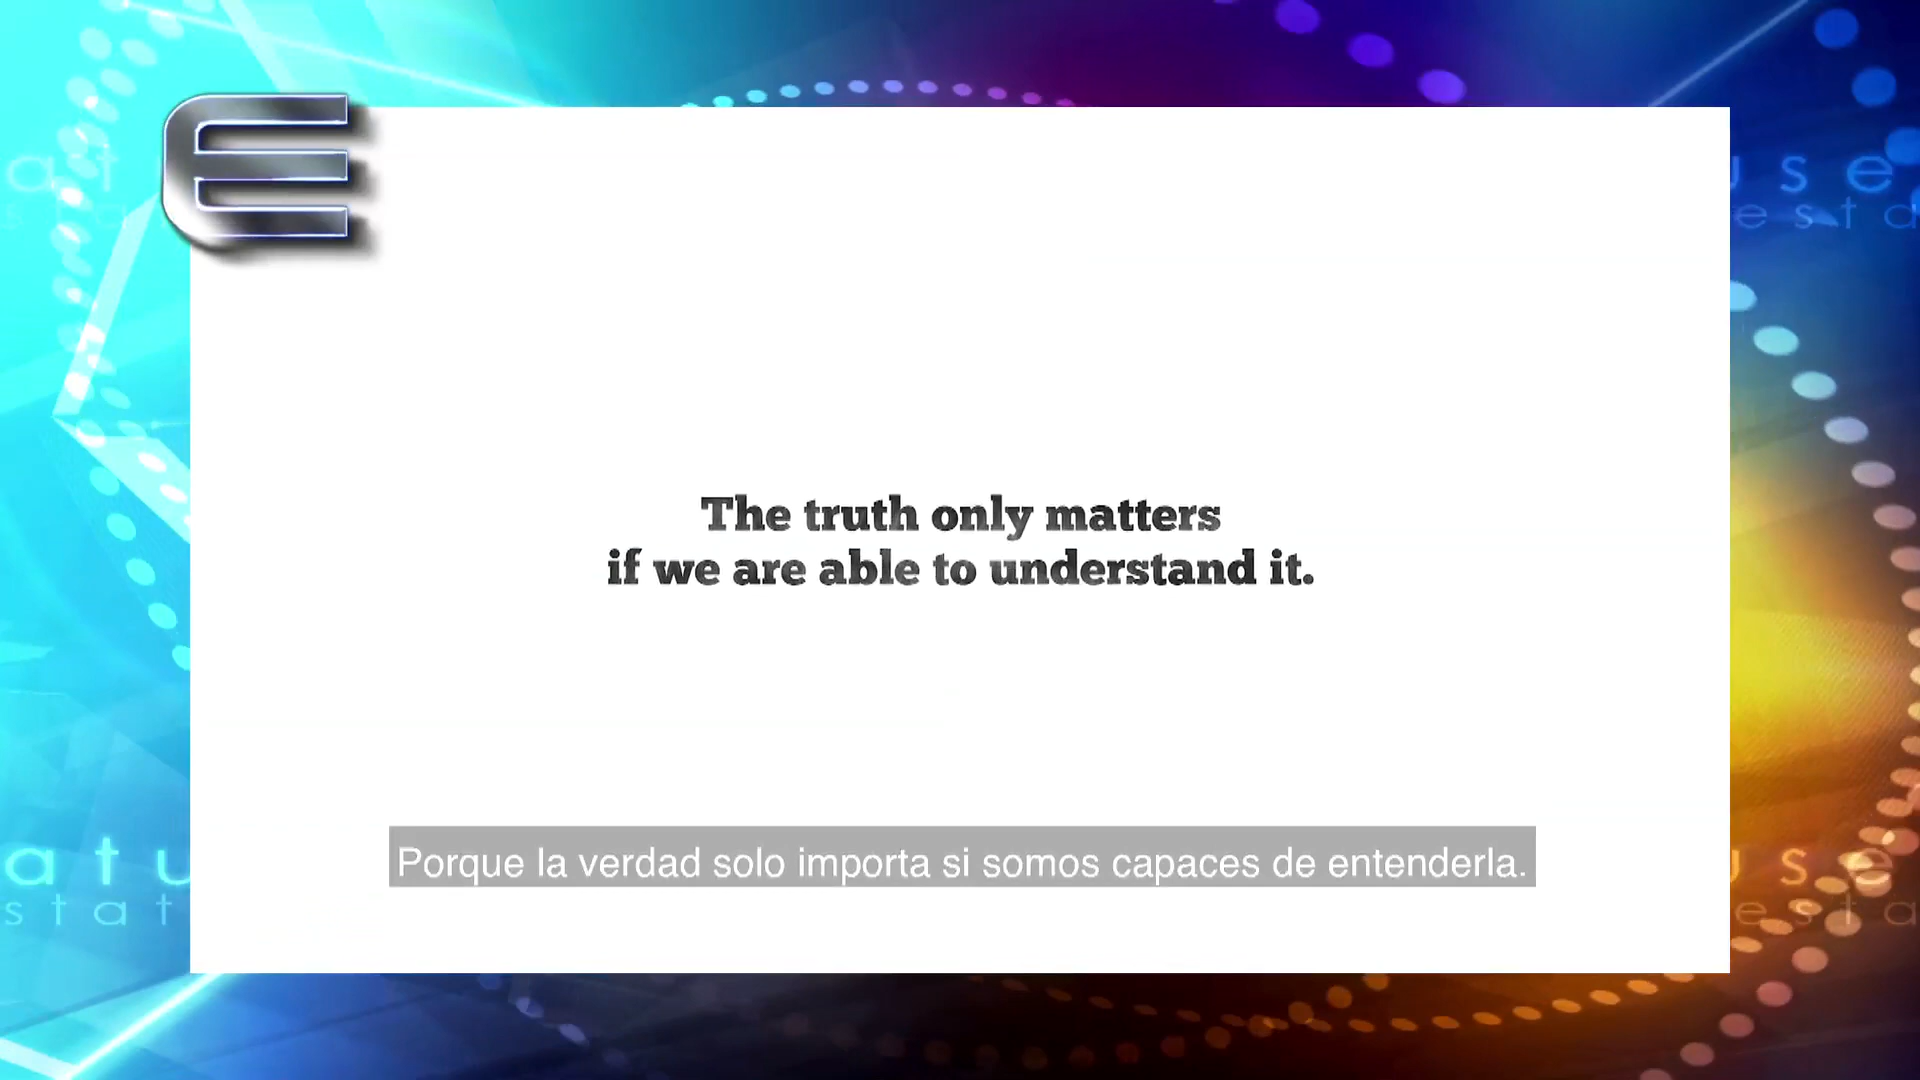 E
The truth only matters
if we are able to understand it.
Porque la verdad solo importa si somos capaces de entenderla.